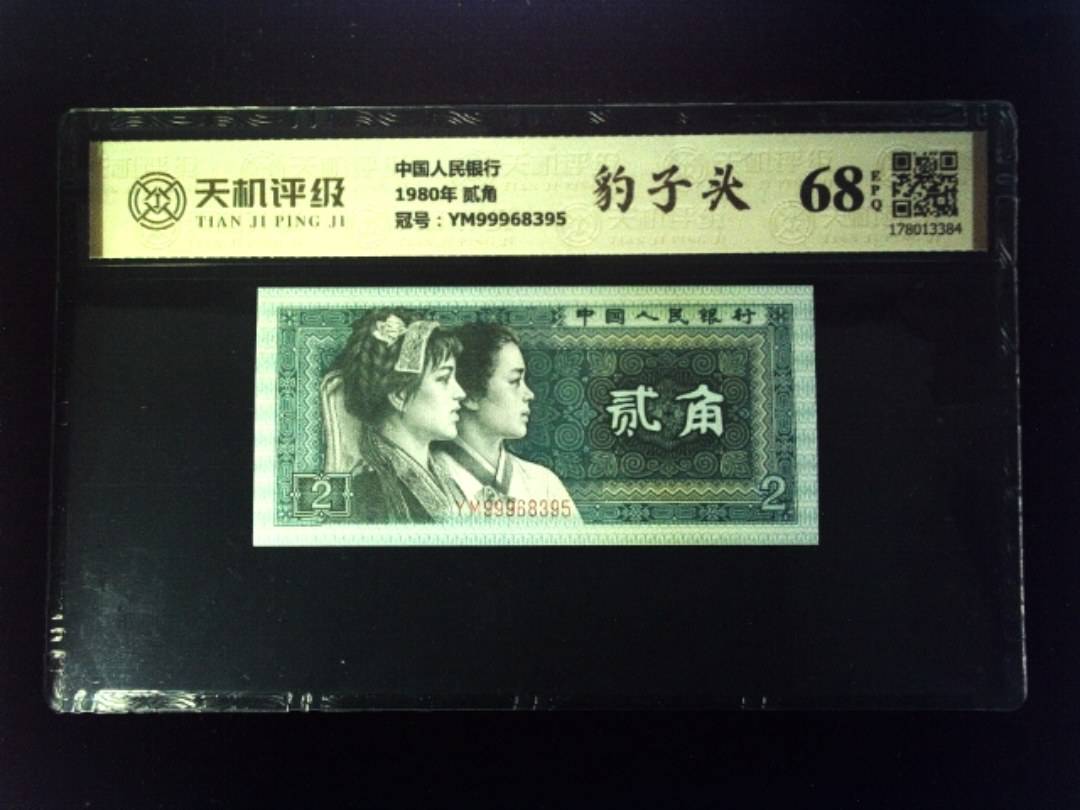 天机评级
TIAN JI PING JI
中国人民银行
1980年 贰角
冠号：YM99968395
豹子头
68
EPQ
178013384
中国人民银行
贰角
2
YM99968395
2